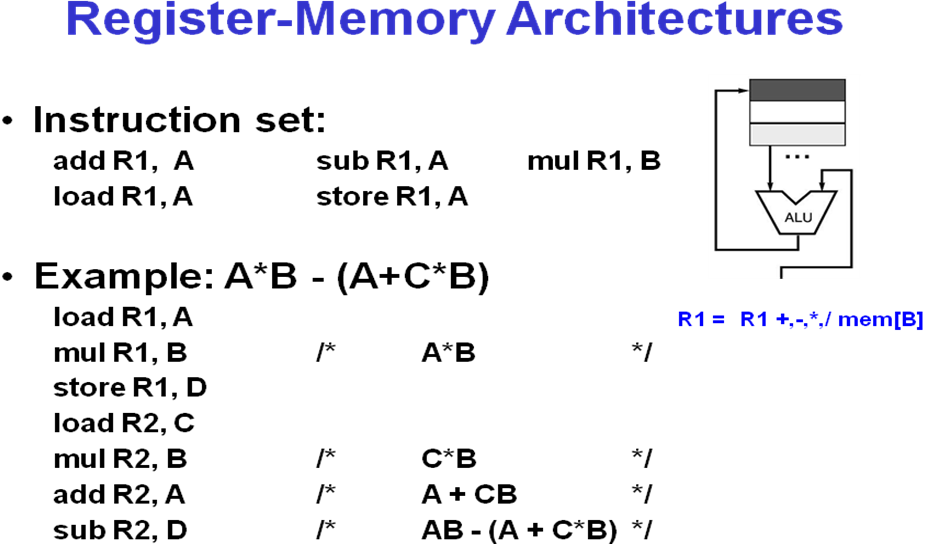 Register-Memory Architectures
• Instruction set:
add R1, A sub R1, A mul R1, B
load R1, A store R1, A
• Example: A*B - (A+C*B)
load R1, A
mul R1, B /* A*B */
store R1, D
load R2, C
mul R2, B /* C*B */
add R2, A /* A + CB */
sub R2, D /* AB - (A + C*B) */
...
ALU
R1 = R1 +,-,*,/ mem[B]